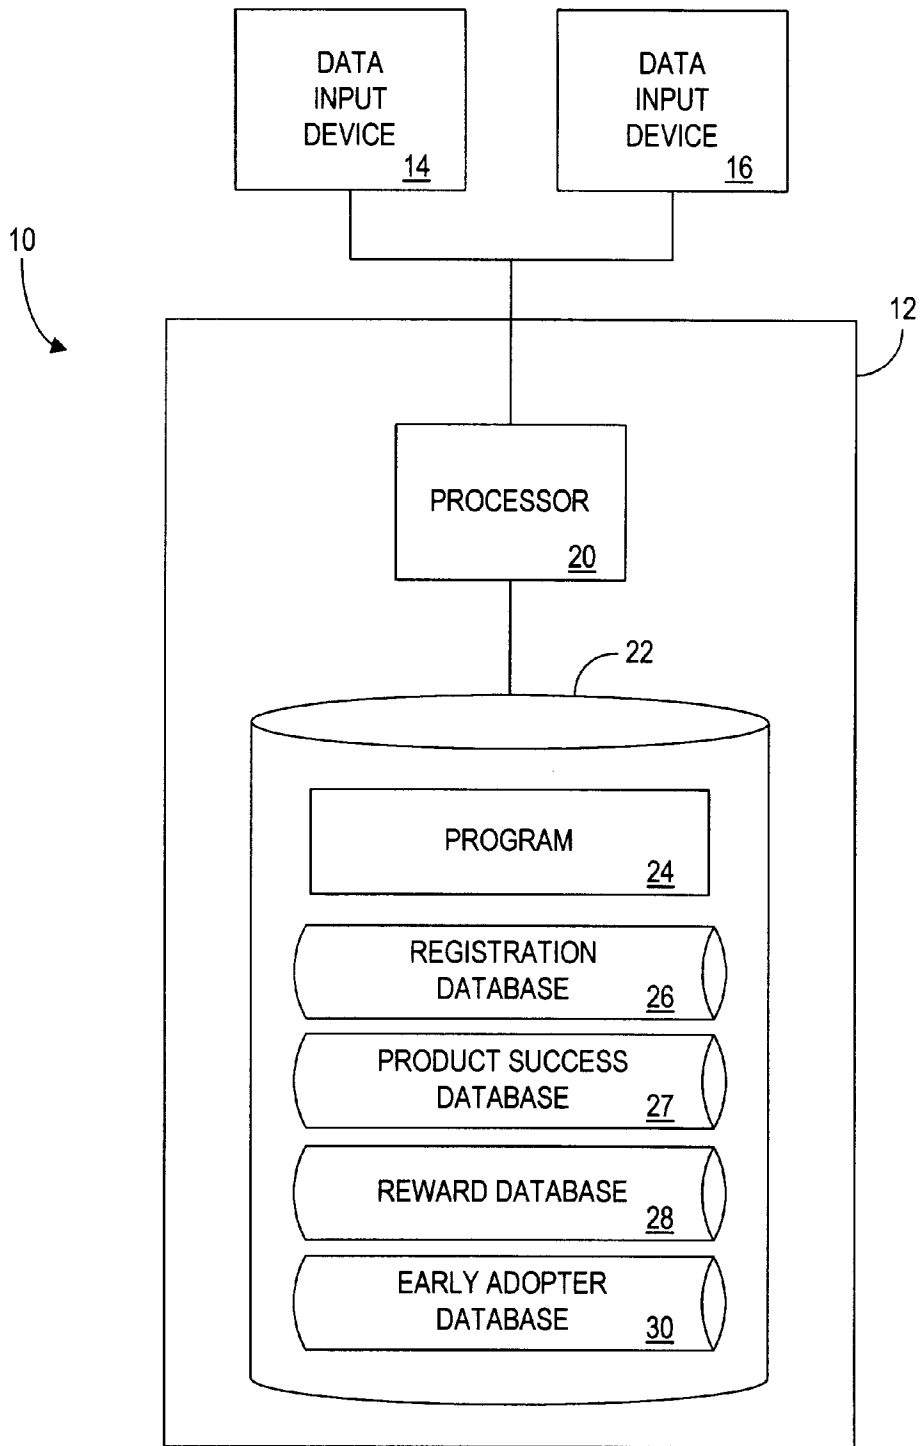 DATA
INPUT
DEVICE
14
DATA
INPUT
DEVICE
16
10
12
PROCESSOR
20
22
PROGRAM
24
REGISTRATION
DATABASE
26
PRODUCT SUCCESS
DATABASE
27
REWARD DATABASE
28
EARLY ADOPTER
DATABASE
30